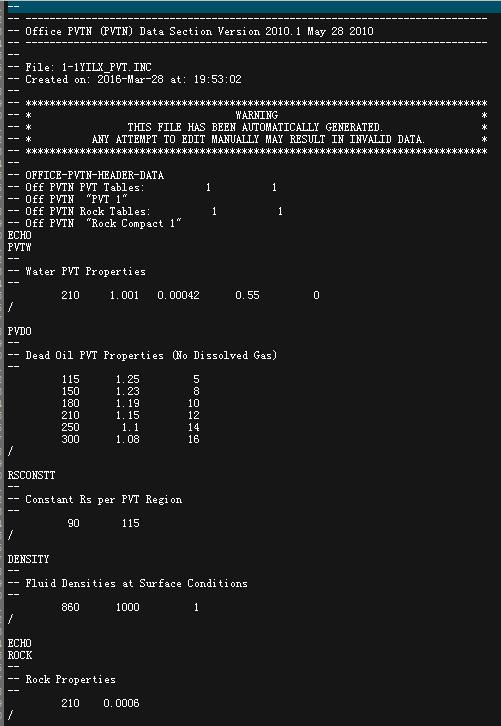 --
-- -----------------------------------------------------------------------------
-- Office PVTN (PVTN) Data Section Version 2010.1 May 28 2010
-- -----------------------------------------------------------------------------
--
-- File: 1-1YILX_PVT.INC
-- Created on: 2016-Mar-28 at: 19:53:02
--
-- *****************************************************************************
-- *                                  WARNING                                  *
-- *                THIS FILE HAS BEEN AUTOMATICALLY GENERATED.                *
-- *          ANY ATTEMPT TO EDIT MANUALLY MAY RESULT IN INVALID DATA.         *
-- *****************************************************************************
--
-- OFFICE-PVTN-HEADER-DATA
-- Off PVTN PVT Tables:          1          1
-- Off PVTN  "PVT 1"
-- Off PVTN Rock Tables:          1          1
-- Off PVTN  "Rock Compact 1"
ECHO
PVTW
--
-- Water PVT Properties
--
210     1.001   0.00042      0.55         0
/
PVDO
--
-- Dead Oil PVT Properties (No Dissolved Gas)
--
115      1.25         5
150      1.23         8
180      1.19        10
210      1.15        12
250       1.1        14
300      1.08        16
/
RSCONSTT
--
-- Constant Rs per PVT Region
--
90       115
/
DENSITY
--
-- Fluid Densities at Surface Conditions
--
860      1000         1
/
ECHO
ROCK
--
-- Rock Properties
--
210    0.0006
/